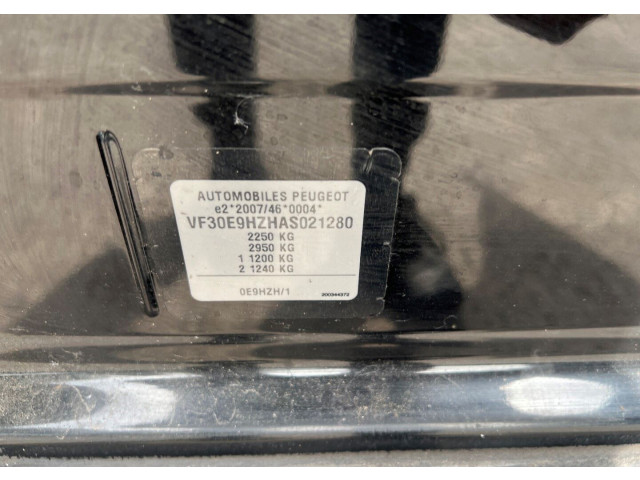 AUTOMOBILES PEUGEOT
e2*2007/46*0004*
VF30E9HZHAS021280
2250 KG
2950 KG
1 1200 KG
2 1240 KG
0E9HZH/1